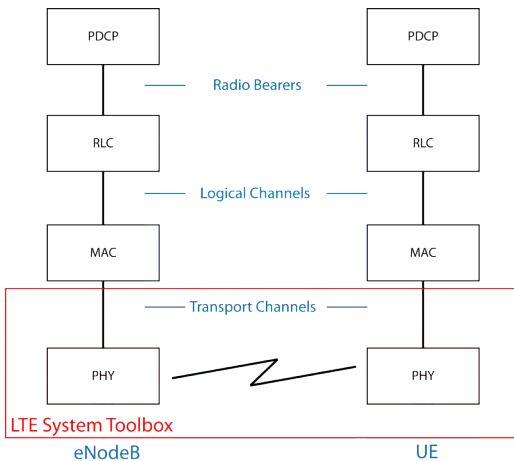 PDCP PDCP
Radio Bearers
RLC RLC
Logical Channels
MAC MAC
Transport Channels
PHY PHY
LTE System Toolbox
eNodeB UE